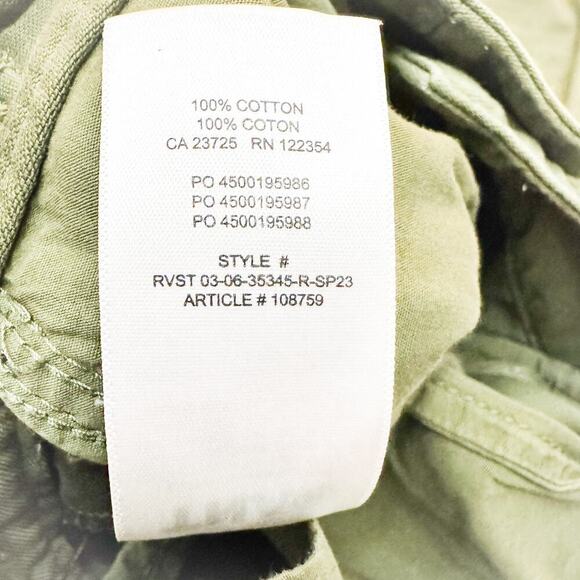 100% COTTON
100% COTON
CA 23725 RN 122354
PO 4500195986
PO 4500195987
PO 4500195988
STYLE #
RVST 03-06-35345-R-SP23
ARTICLE # 108759